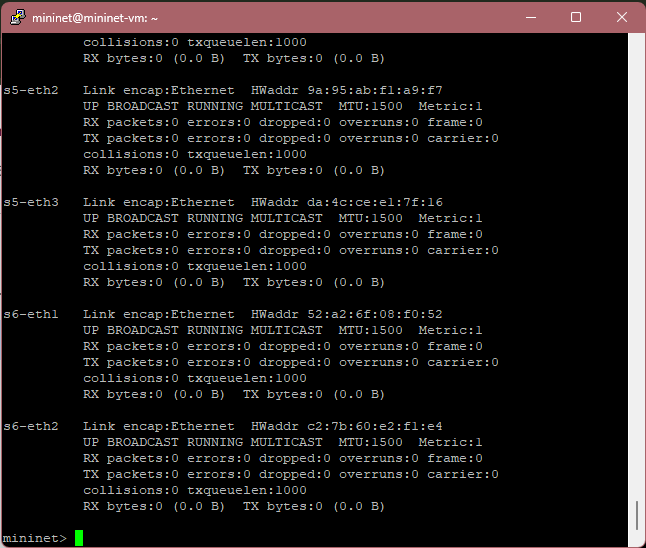 mininet@mininet-vm: ~
collisions:0 txqueuelen:1000
RX bytes:0 (0.0 B)  TX bytes:0 (0.0 B)
s5-eth2   Link encap:Ethernet  HWaddr 9a:95:ab:f1:a9:f7
UP BROADCAST RUNNING MULTICAST  MTU:1500  Metric:1
RX packets:0 errors:0 dropped:0 overruns:0 frame:0
TX packets:0 errors:0 dropped:0 overruns:0 carrier:0
collisions:0 txqueuelen:1000
RX bytes:0 (0.0 B)  TX bytes:0 (0.0 B)
s5-eth3   Link encap:Ethernet  HWaddr da:4c:ce:e1:7f:16
UP BROADCAST RUNNING MULTICAST  MTU:1500  Metric:1
RX packets:0 errors:0 dropped:0 overruns:0 frame:0
TX packets:0 errors:0 dropped:0 overruns:0 carrier:0
collisions:0 txqueuelen:1000
RX bytes:0 (0.0 B)  TX bytes:0 (0.0 B)
s6-eth1   Link encap:Ethernet  HWaddr 52:a2:6f:08:f0:52
UP BROADCAST RUNNING MULTICAST  MTU:1500  Metric:1
RX packets:0 errors:0 dropped:0 overruns:0 frame:0
TX packets:0 errors:0 dropped:0 overruns:0 carrier:0
collisions:0 txqueuelen:1000
RX bytes:0 (0.0 B)  TX bytes:0 (0.0 B)
s6-eth2   Link encap:Ethernet  HWaddr c2:7b:60:e2:f1:e4
UP BROADCAST RUNNING MULTICAST  MTU:1500  Metric:1
RX packets:0 errors:0 dropped:0 overruns:0 frame:0
TX packets:0 errors:0 dropped:0 overruns:0 carrier:0
collisions:0 txqueuelen:1000
RX bytes:0 (0.0 B)  TX bytes:0 (0.0 B)
mininet>